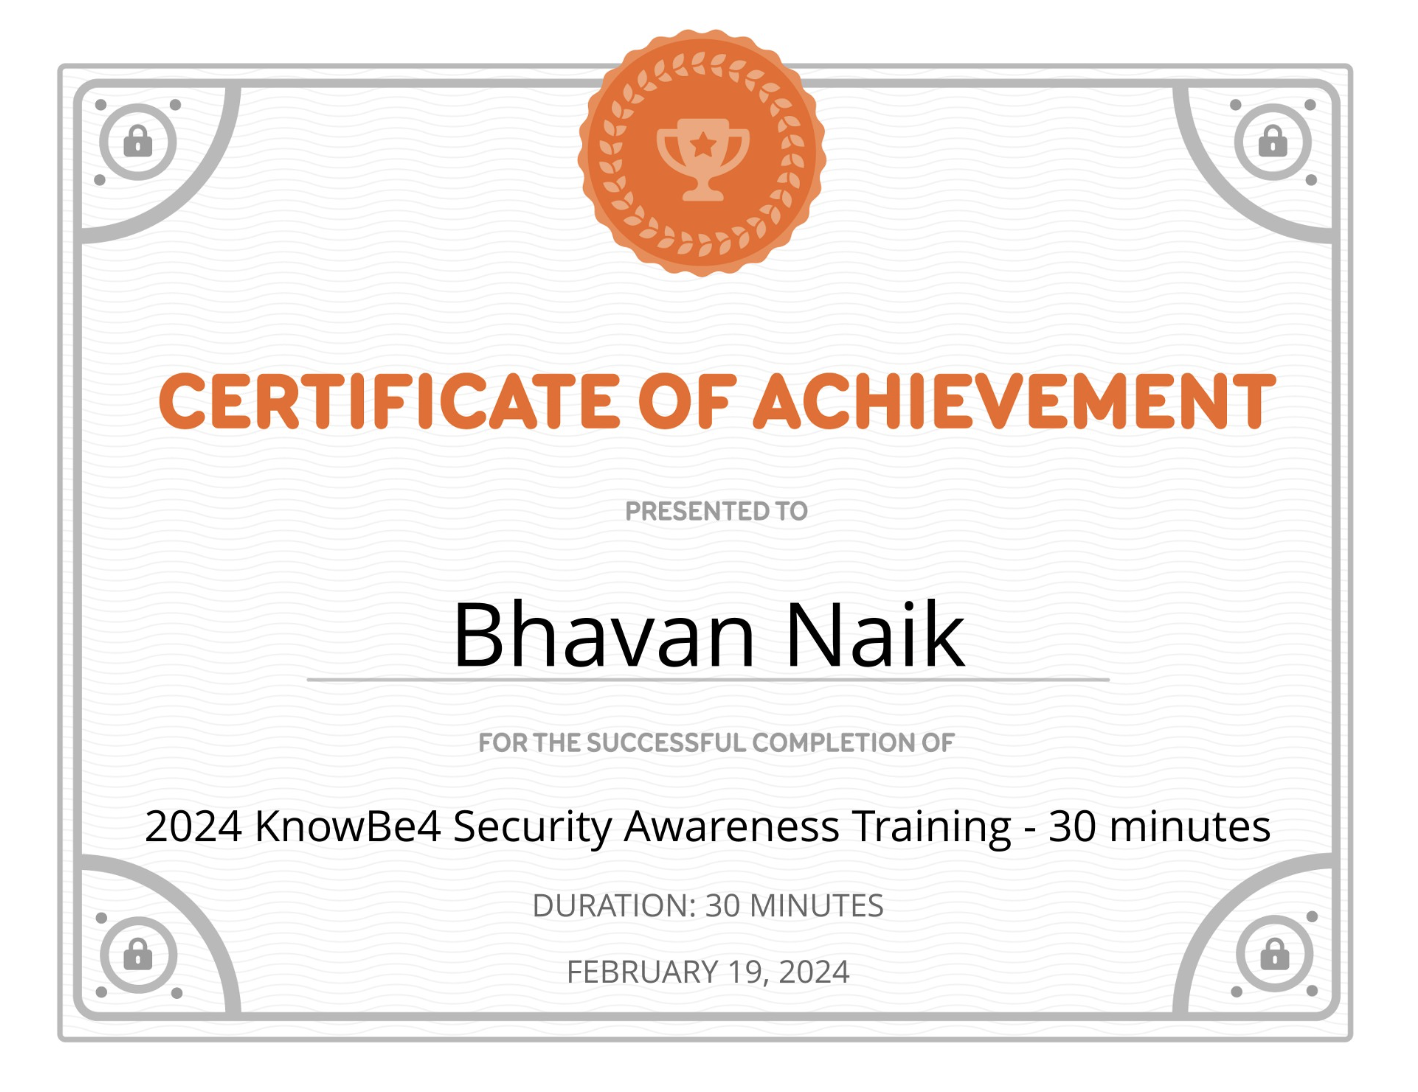 CERTIFICATE OF ACHIEVEMENT
PRESENTED TO
Bhavan Naik
FOR THE SUCCESSFUL COMPLETION OF
2024 KnowBe4 Security Awareness Training - 30 minutes
DURATION: 30 MINUTES
FEBRUARY 19, 2024